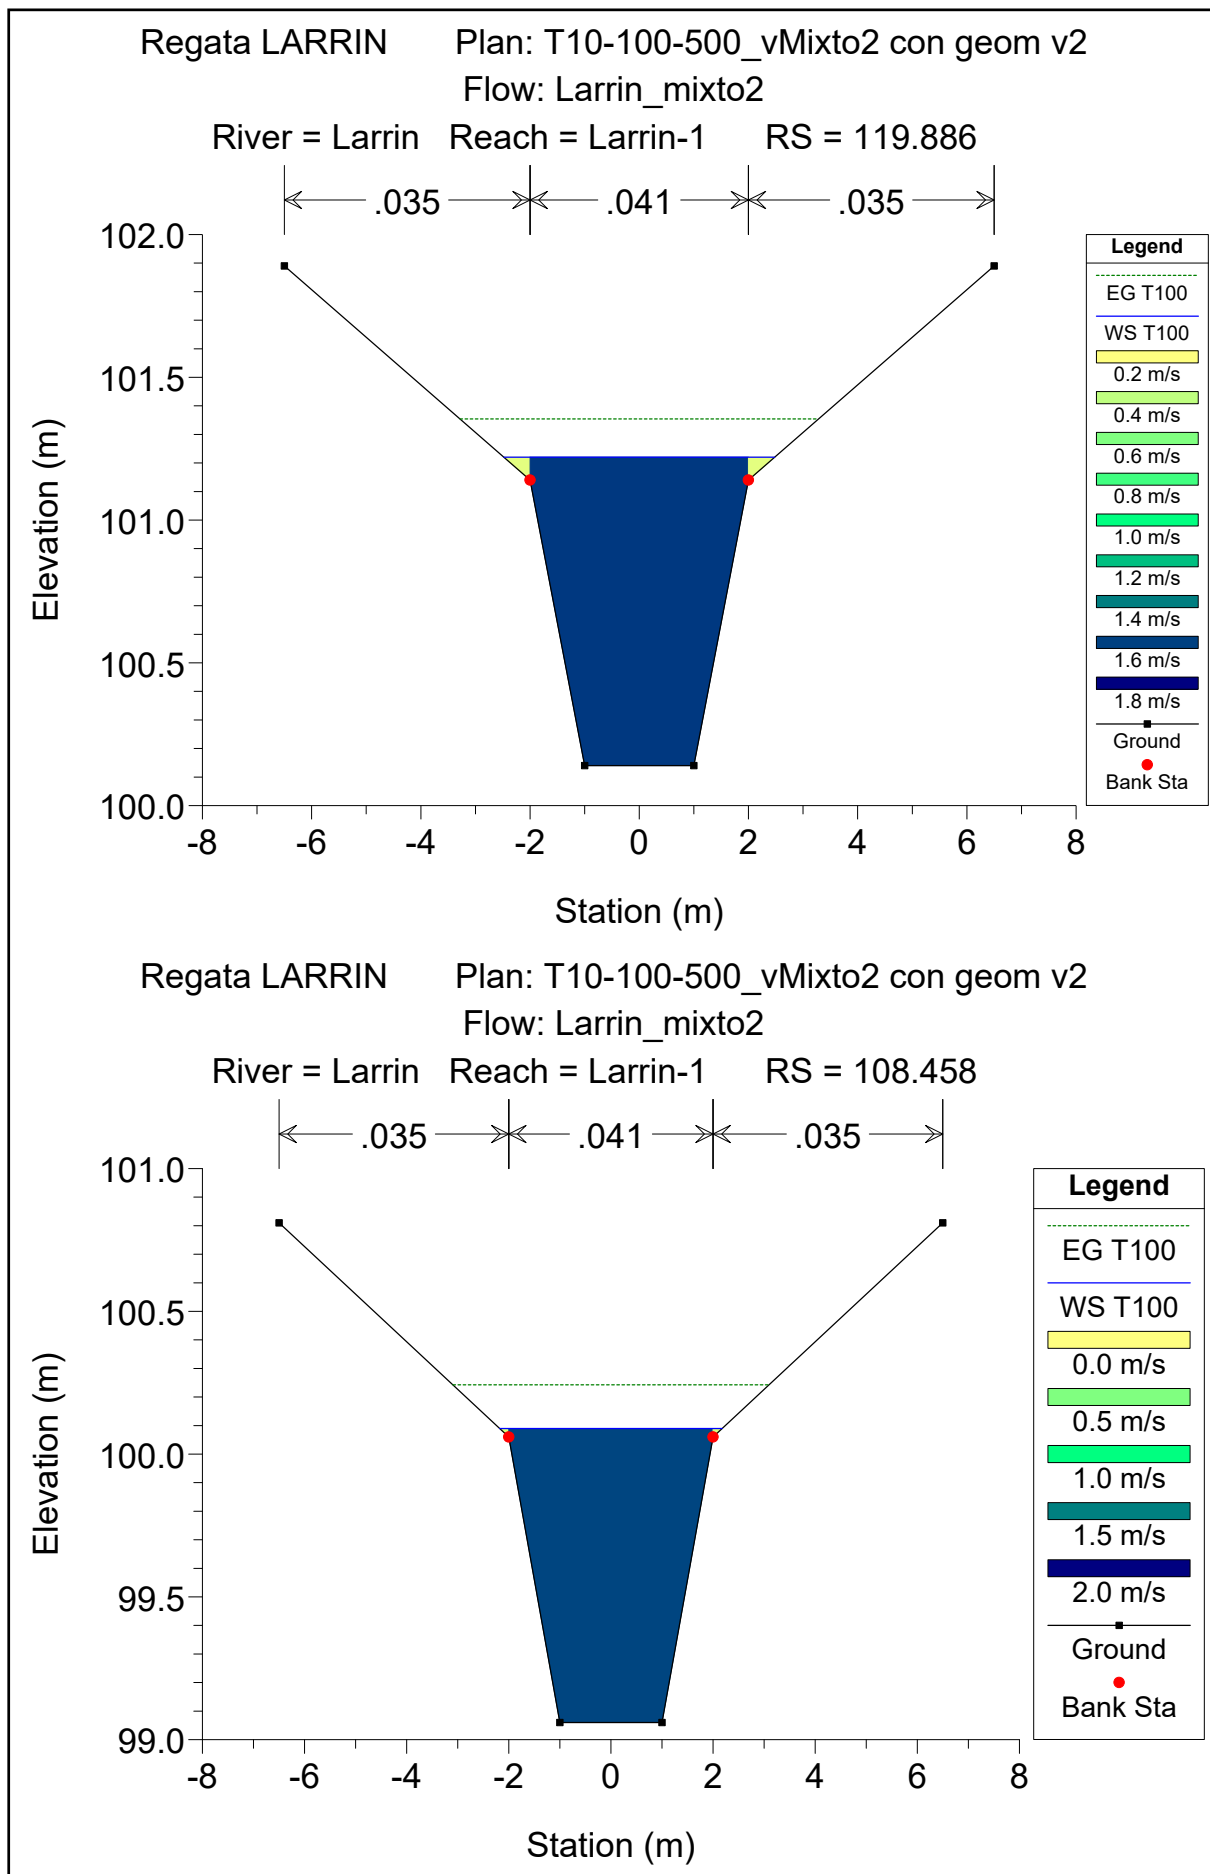 Regata LARRIN Plan: T10-100-500_vMixto2 con geom v2
Flow: Larrin_mixto2
River = Larrin Reach = Larrin-1 RS = 119.886
.035 .041 .035
102.0
101.5
101.0
100.5
100.0
Elevation (m)
-8 -6 -4 -2 0 2 4 6 8
Station (m)
Legend
EG T100
WS T100
0.2 m/s
0.4 m/s
0.6 m/s
0.8 m/s
1.0 m/s
1.2 m/s
1.4 m/s
1.6 m/s
1.8 m/s
Ground
Bank Sta
Regata LARRIN Plan: T10-100-500_vMixto2 con geom v2
Flow: Larrin_mixto2
River = Larrin Reach = Larrin-1 RS = 108.458
.035 .041 .035
101.0
100.5
100.0
99.5
99.0
Elevation (m)
-8 -6 -4 -2 0 2 4 6 8
Station (m)
Legend
EG T100
WS T100
0.0 m/s
0.5 m/s
1.0 m/s
1.5 m/s
2.0 m/s
Ground
Bank Sta